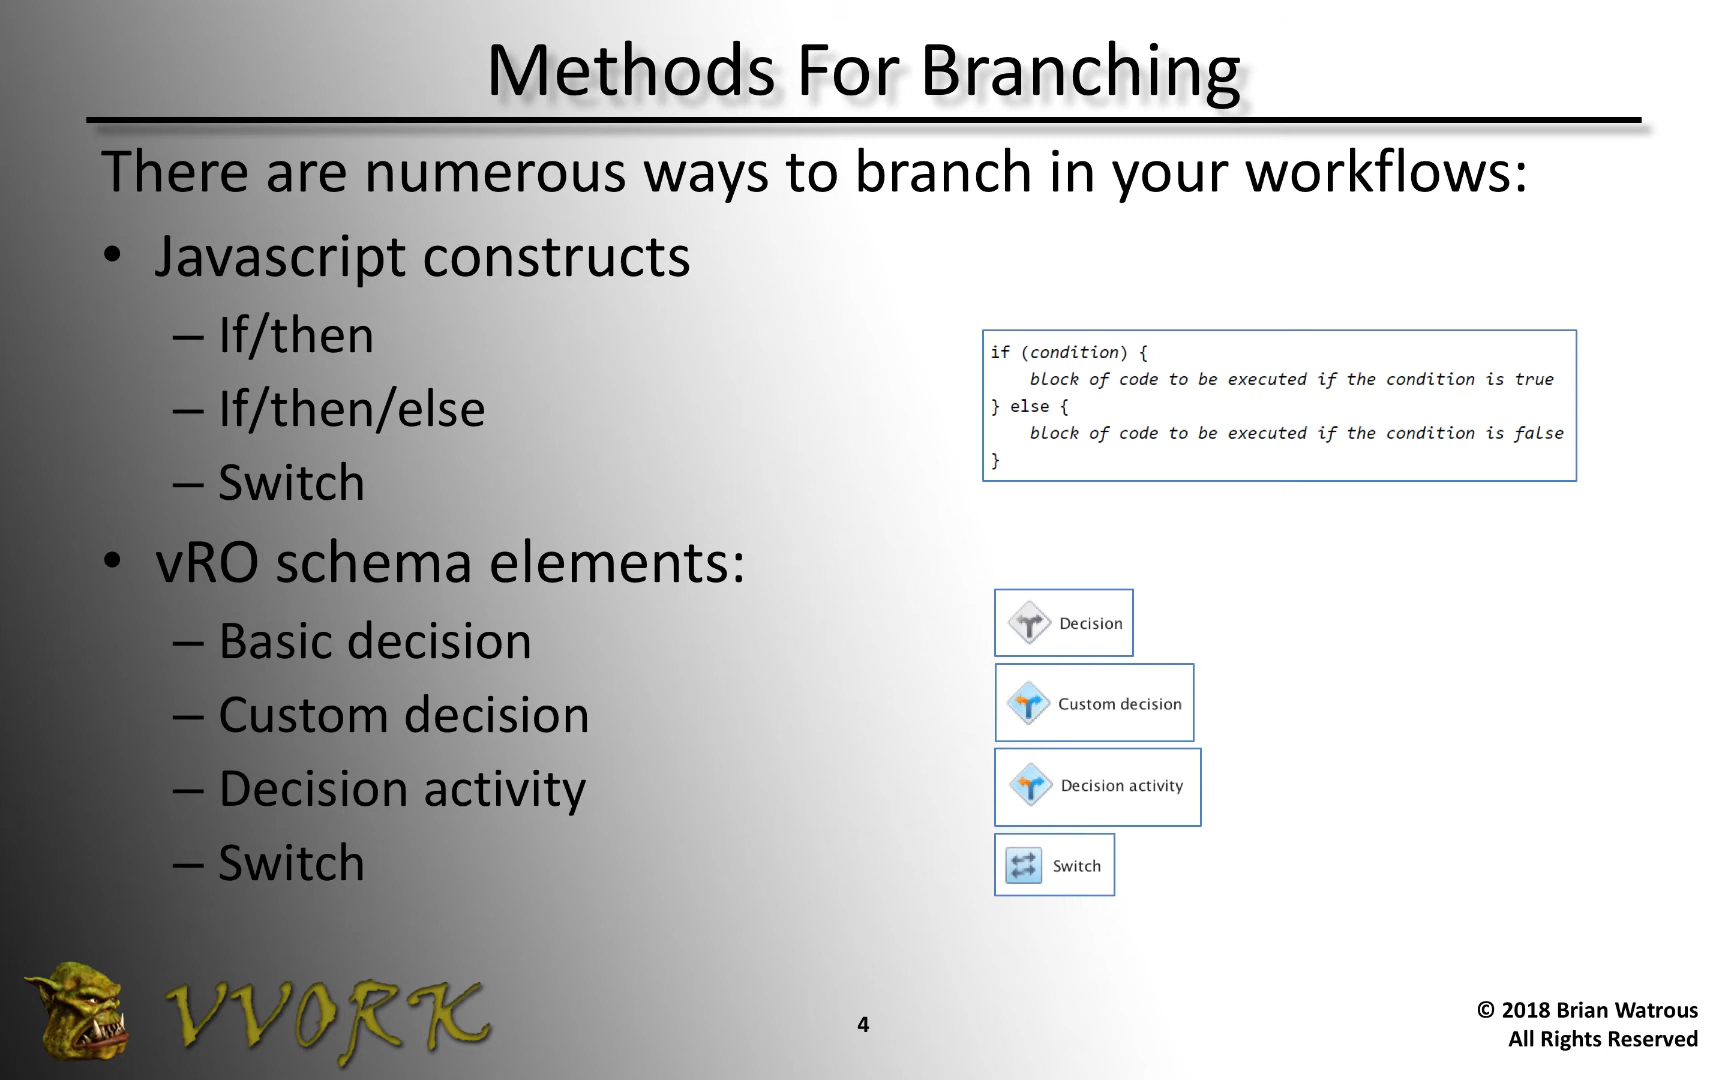 Methods For Branching
There are numerous ways to branch in your workflows:
• Javascript constructs
– If/then
– If/then/else
– Switch
if (condition) {
block of code to be executed if the condition is true
} else {
block of code to be executed if the condition is false
}
• vRO schema elements:
– Basic decision
– Custom decision
– Decision activity
– Switch
Decision
Custom decision
Decision activity
Switch
VVORK
4
© 2018 Brian Watrous
All Rights Reserved